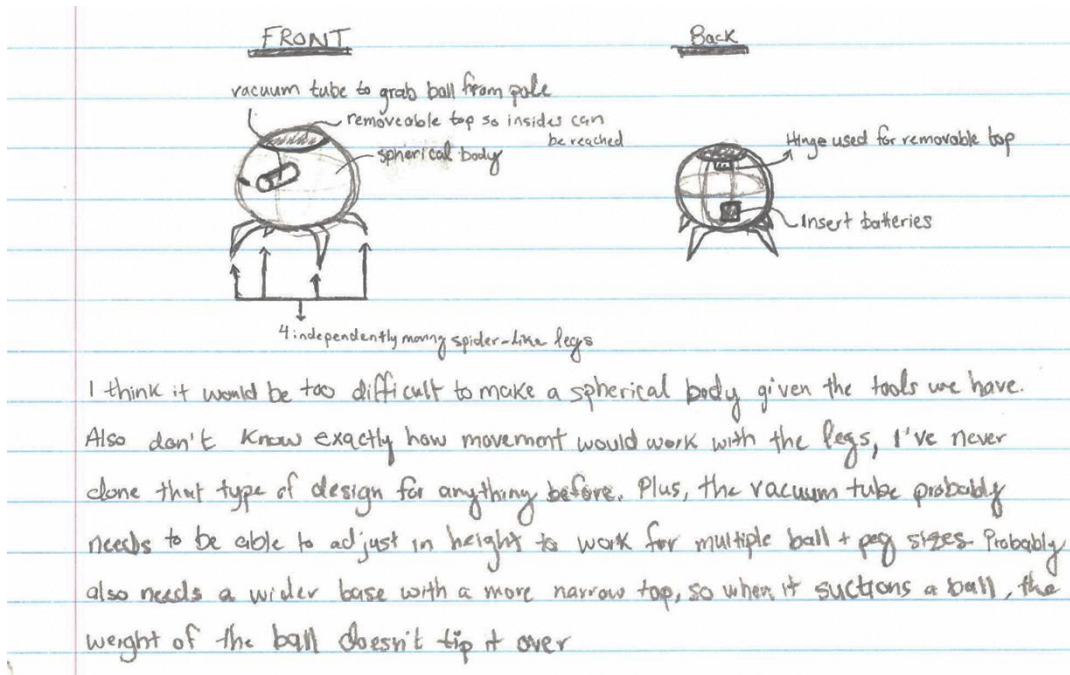 FRONT
Back
vacuum tube to grab ball from pole
removeable top so insides can
be reached
spherical body
Hinge used for removable top
Insert batteries
4 independently moving spider-like legs
I think it would be too difficult to make a spherical body given the tools we have.
Also don't know exactly how movement would work with the legs, I've never
done that type of design for anything before. Plus, the vacuum tube probably
needs to be able to adjust in height to work for multiple ball + peg sizes. Probably
also needs a wider base with a more narrow top, so when it suctions a ball, the
weight of the ball doesn't tip it over